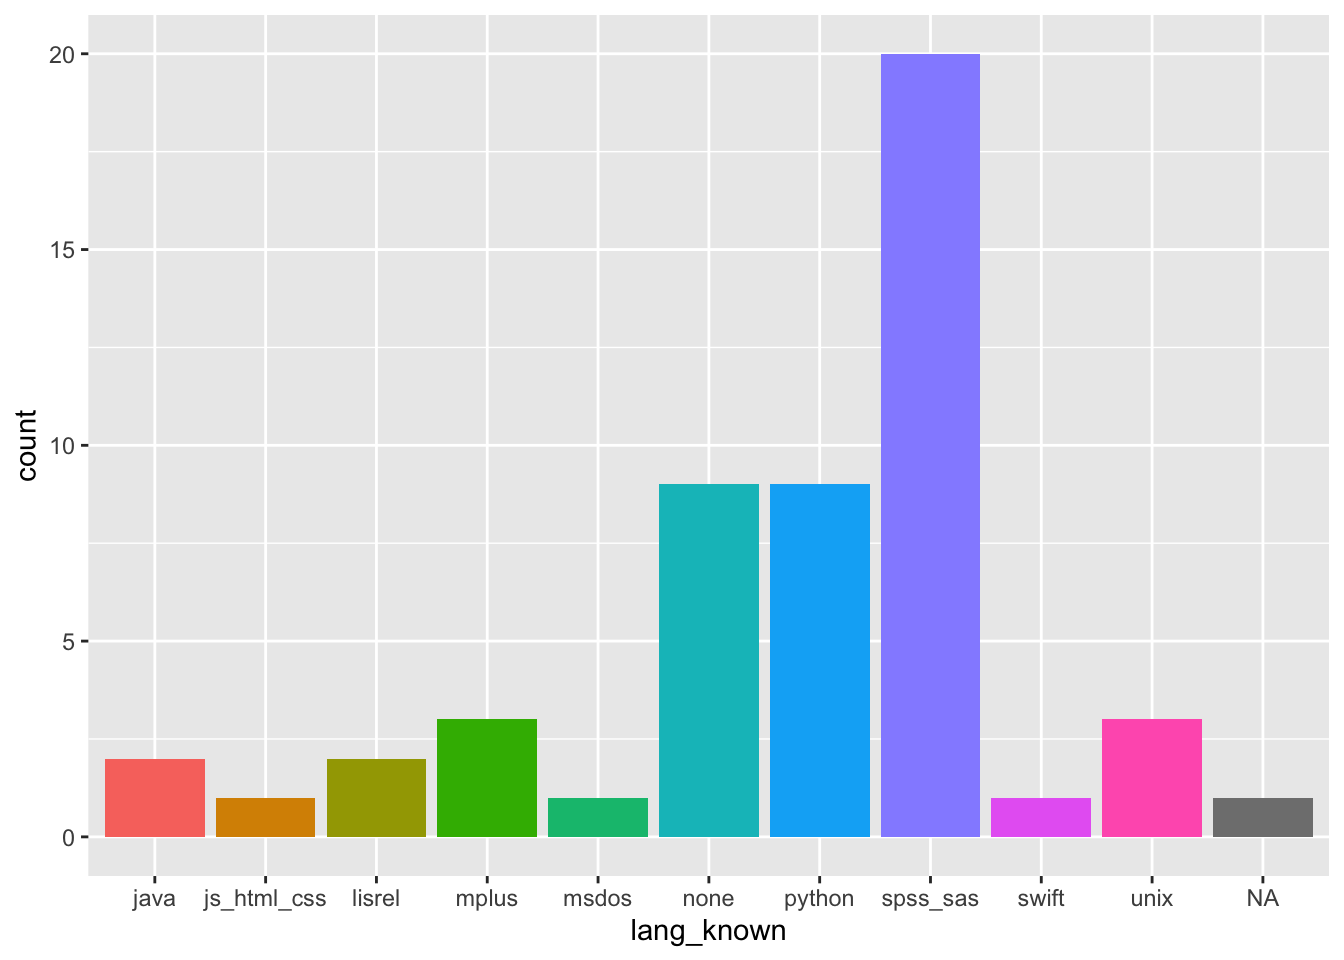 20
15
10
5
0
count
java js_html_css lisrel mplus msdos none python spss_sas swift unix NA
lang_known